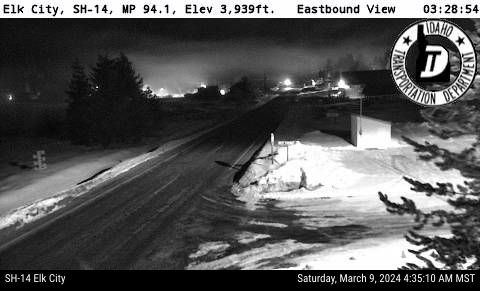 Elk City, SH-14, MP 94.1, Elev 3,939ft. Eastbound View 03:28:54
IDAHO
TRANSPORTATION DEPARTMENT
SH-14 Elk City Saturday, March 9, 2024 4:35:10 AM MST